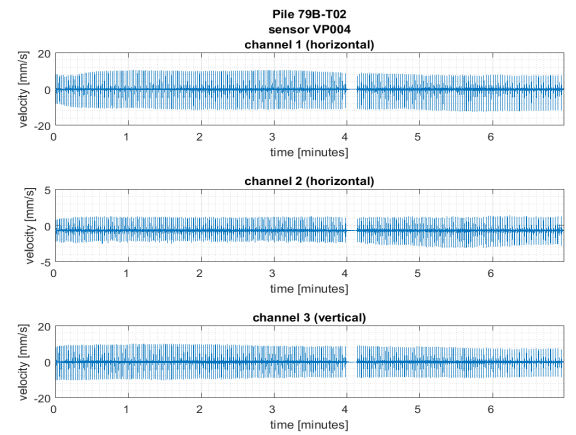 Pile 79B-T02
sensor VP004
channel 1 (horizontal)
20
0
-20
velocity [mm/s]
0 1 2 3 4 5 6
time [minutes]
channel 2 (horizontal)
5
0
-5
velocity [mm/s]
0 1 2 3 4 5 6
time [minutes]
channel 3 (vertical)
20
0
-20
velocity [mm/s]
0 1 2 3 4 5 6
time [minutes]